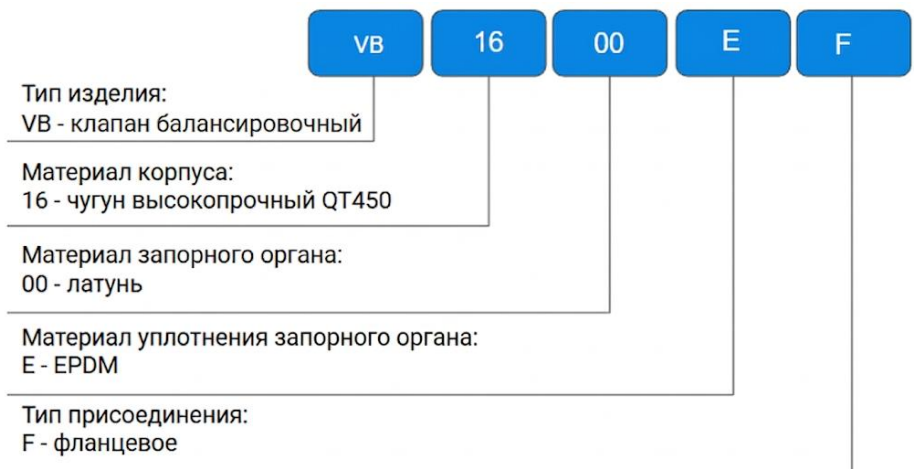 VB 16 00 E F
Тип изделия:
VB - клапан балансировочный
Материал корпуса:
16 - чугун высокопрочный QT450
Материал запорного органа:
00 - латунь
Материал уплотнения запорного органа:
E - EPDM
Тип присоединения:
F - фланцевое